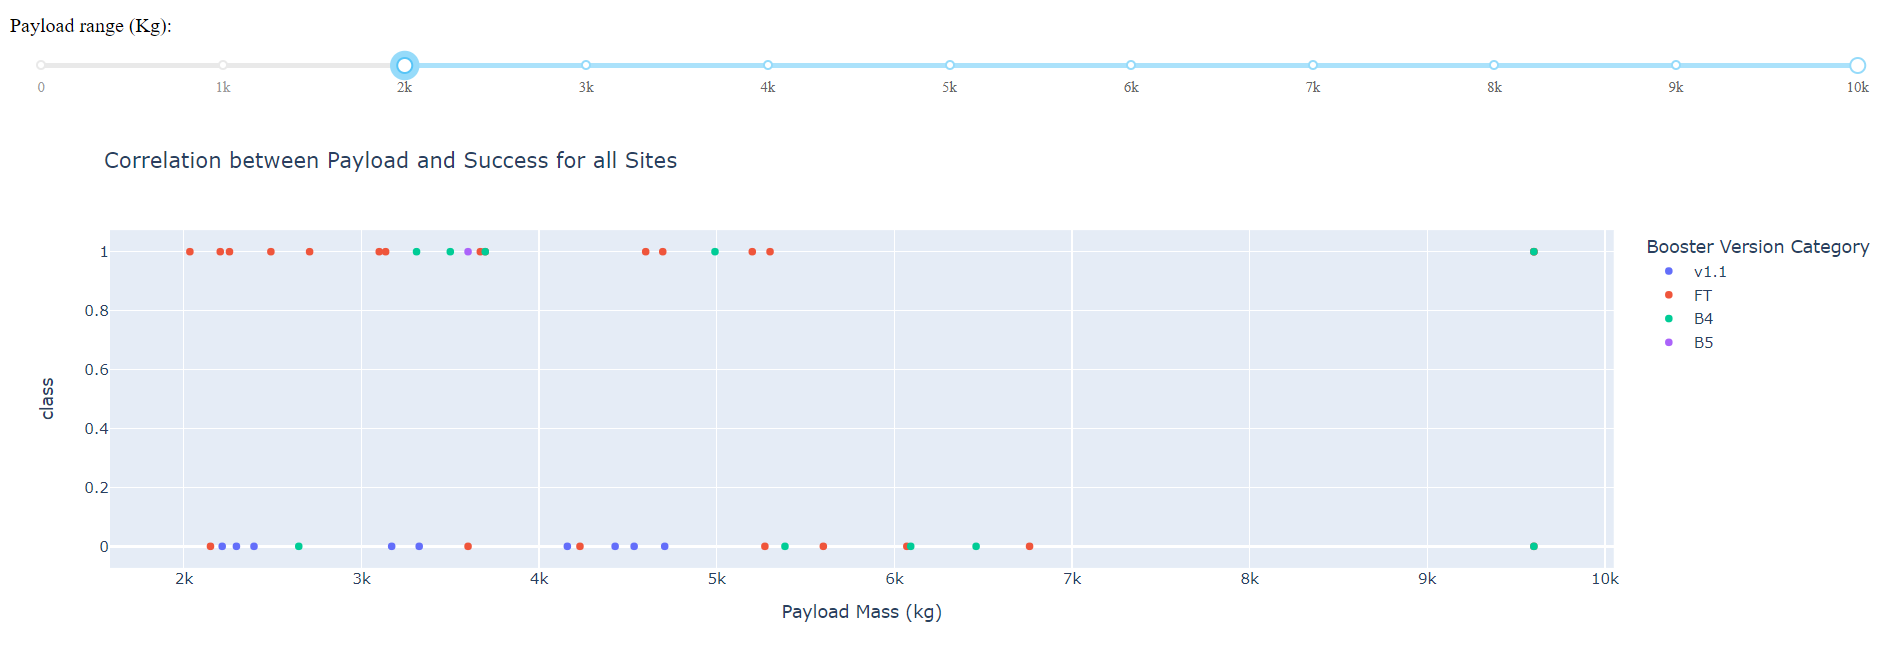 Payload range (Kg):
0 1k 2k 3k 4k 5k 6k 7k 8k 9k 10k
Correlation between Payload and Success for all Sites
Booster Version Category
v1.1
FT
B4
B5
class
1
0.8
0.6
0.4
0.2
0
2k 3k 4k 5k 6k 7k 8k 9k 10k
Payload Mass (kg)